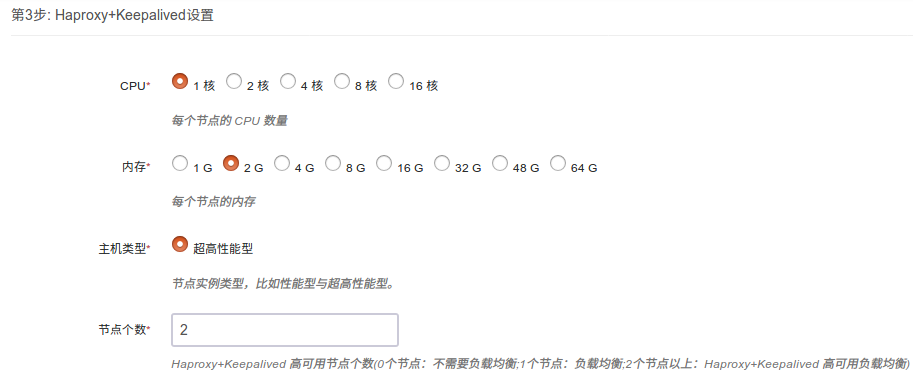 第3步: Haproxy+Keepalived设置
CPU* 1 核 2 核 4 核 8 核 16 核
每个节点的 CPU 数量
内存* 1 G 2 G 4 G 8 G 16 G 32 G 48 G 64 G
每个节点的内存
主机类型* 超高性能型
节点实例类型，比如性能型与超高性能型。
节点个数* 2
Haproxy+Keepalived 高可用节点个数(0个节点：不需要负载均衡;1个节点：负载均衡;2个节点以上：Haproxy+Keepalived 高可用负载均衡)